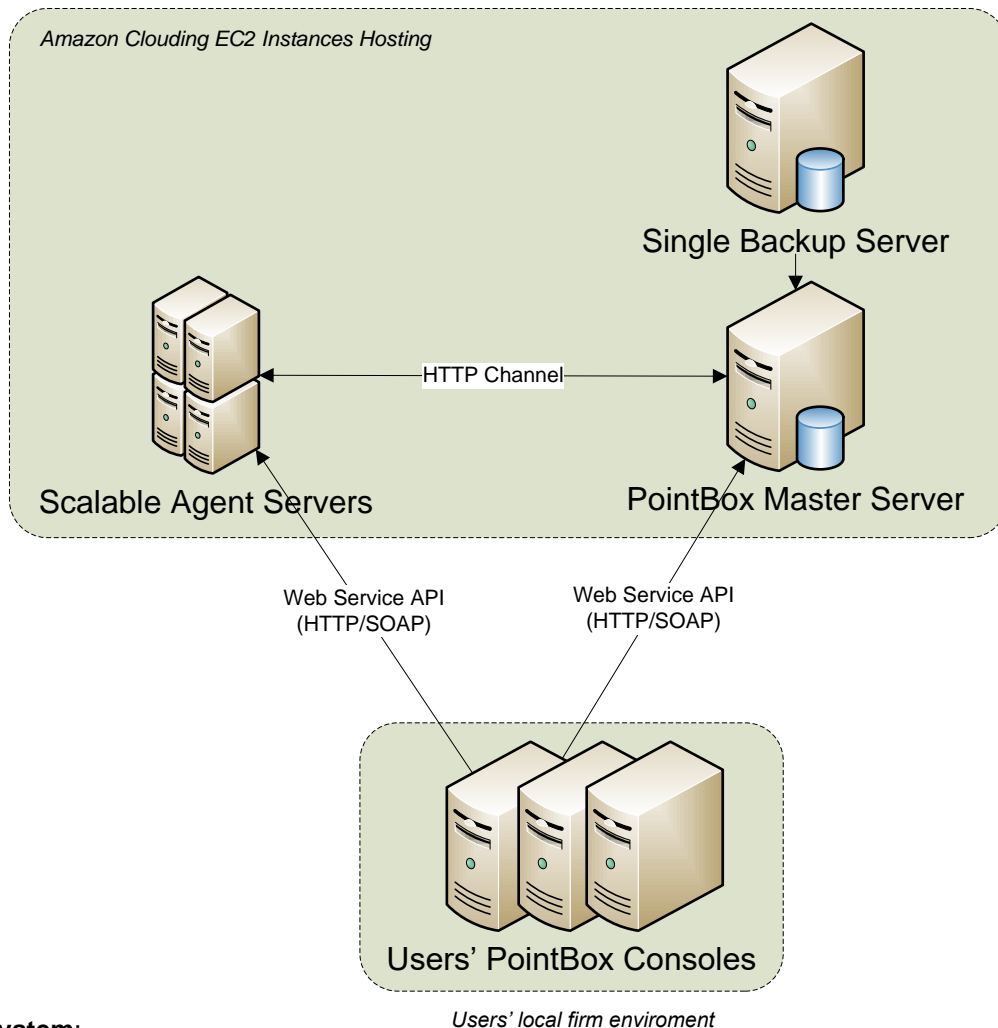 Amazon Clouding EC2 Instances Hosting
Single Backup Server
HTTP Channel
Scalable Agent Servers
PointBox Master Server
Web Service API
(HTTP/SOAP)
Web Service API
(HTTP/SOAP)
Users’ PointBox Consoles
Users’ local firm enviroment